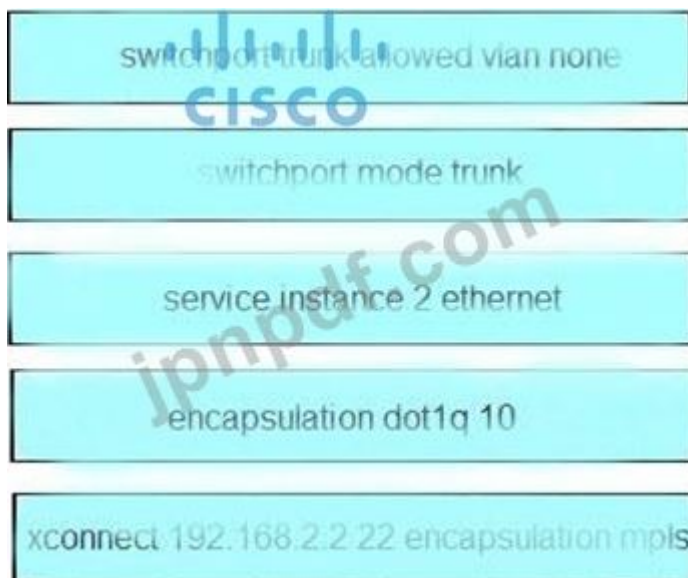 switchport trunk allowed vlan none
CISCO
switchport mode trunk
jpnpdf.com
service instance 2 ethernet
encapsulation dot1q 10
xconnect 192.168.2.2 22 encapsulation mpls